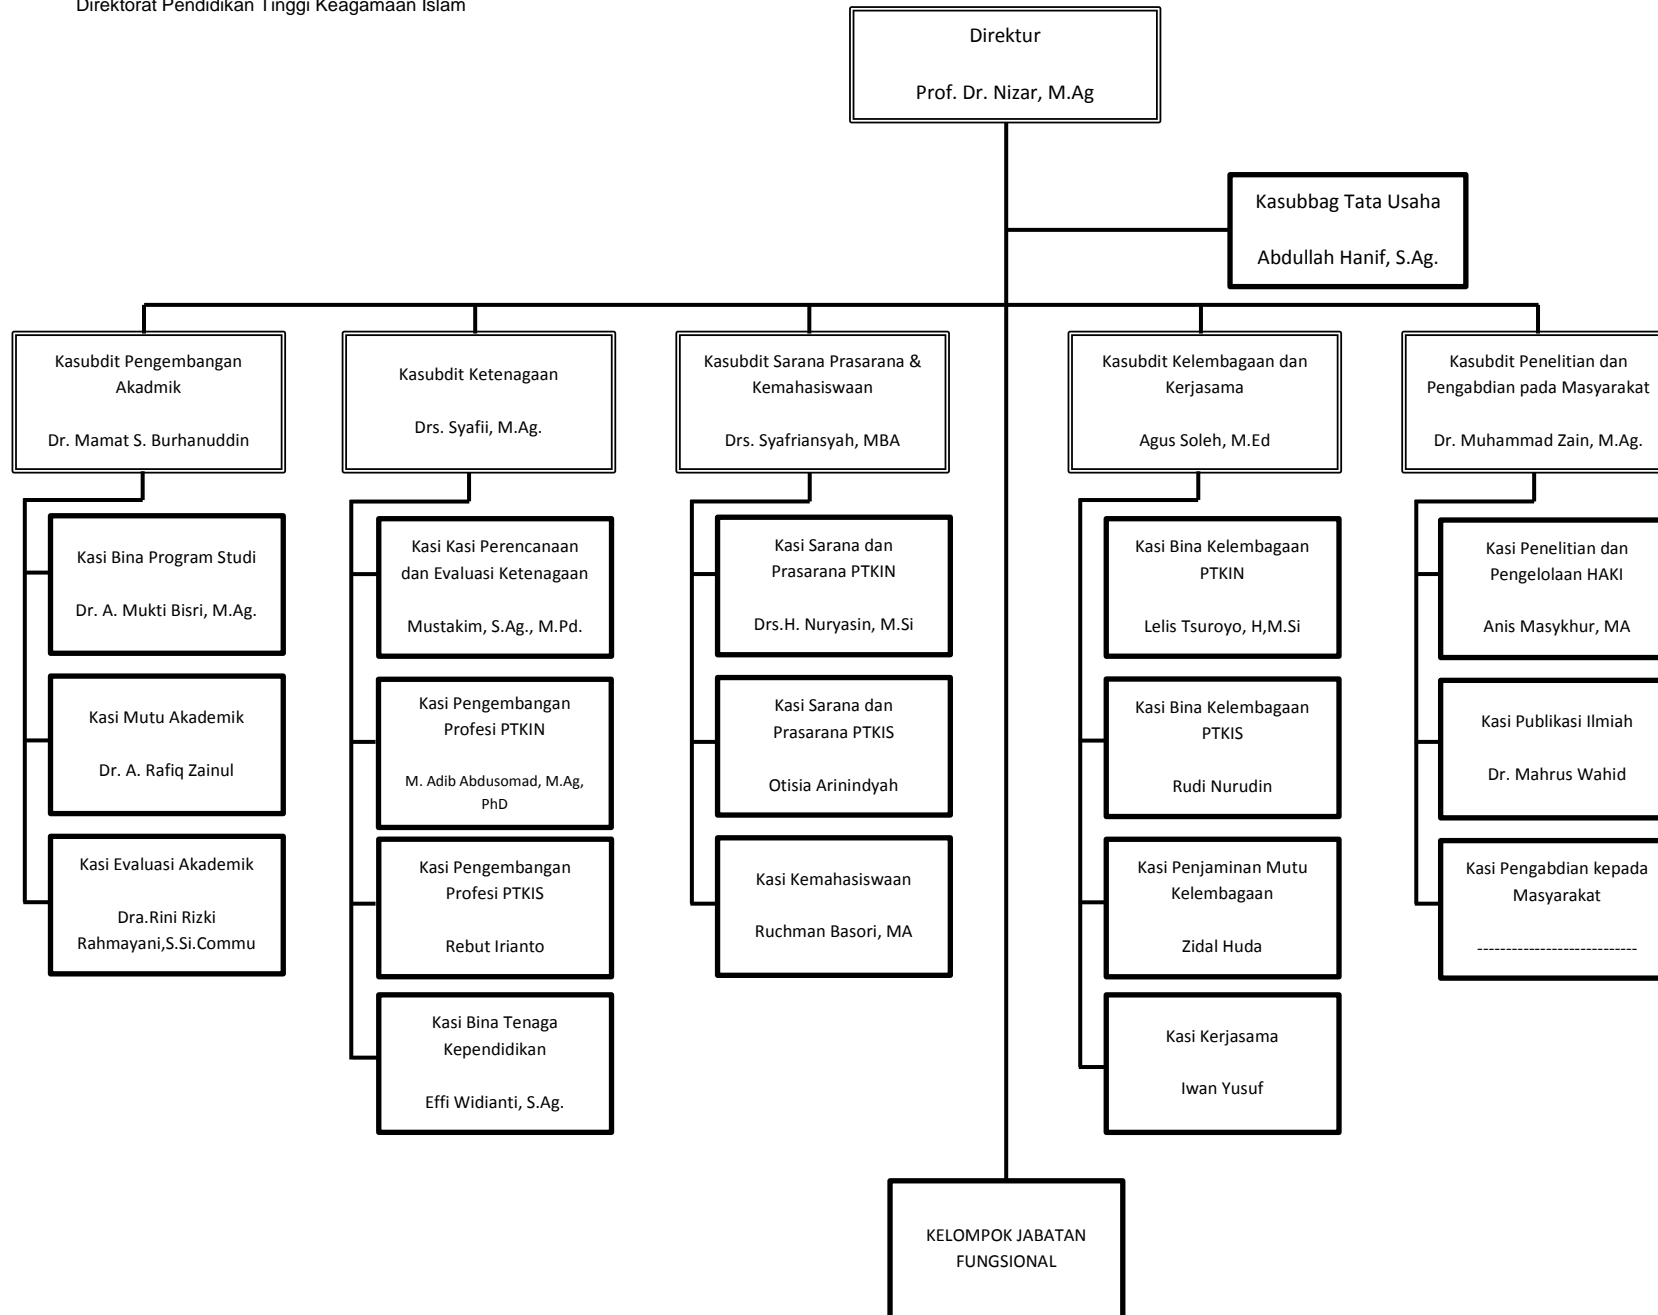 Direktorat Pendidikan Tinggi Keagamaan Islam
Direktur
Prof. Dr. Nizar, M.Ag
Kasubbag Tata Usaha
Abdullah Hanif, S.Ag.
Kasubdit Pengembangan
Akadmik
Dr. Mamat S. Burhanuddin
Kasubdit Ketenagaan
Drs. Syafii, M.Ag.
Kasubdit Sarana Prasarana &
Kemahasiswaan
Drs. Syafriansyah, MBA
Kasubdit Kelembagaan dan
Kerjasama
Agus Soleh, M.Ed
Kasubdit Penelitian dan
Pengabdian pada Masyarakat
Dr. Muhammad Zain, M.Ag.
Kasi Bina Program Studi
Dr. A. Mukti Bisri, M.Ag.
Kasi Mutu Akademik
Dr. A. Rafiq Zainul
Kasi Evaluasi Akademik
Dra.Rini Rizki
Rahmayani,S.Si.Commu
Kasi Kasi Perencanaan
dan Evaluasi Ketenagaan
Mustakim, S.Ag., M.Pd.
Kasi Pengembangan
Profesi PTKIN
M. Adib Abdusomad, M.Ag,
PhD
Kasi Pengembangan
Profesi PTKIS
Rebut Irianto
Kasi Bina Tenaga
Kependidikan
Effi Widianti, S.Ag.
Kasi Sarana dan
Prasarana PTKIN
Drs.H. Nuryasin, M.Si
Kasi Sarana dan
Prasarana PTKIS
Otisia Arinindyah
Kasi Kemahasiswaan
Ruchman Basori, MA
Kasi Bina Kelembagaan
PTKIN
Lelis Tsuroyo, H,M.Si
Kasi Bina Kelembagaan
PTKIS
Rudi Nurudin
Kasi Penjaminan Mutu
Kelembagaan
Zidal Huda
Kasi Kerjasama
Iwan Yusuf
Kasi Penelitian dan
Pengelolaan HAKI
Anis Masykhur, MA
Kasi Publikasi Ilmiah
Dr. Mahrus Wahid
Kasi Pengabdian kepada
Masyarakat
----------------------------
KELOMPOK JABATAN
FUNGSIONAL